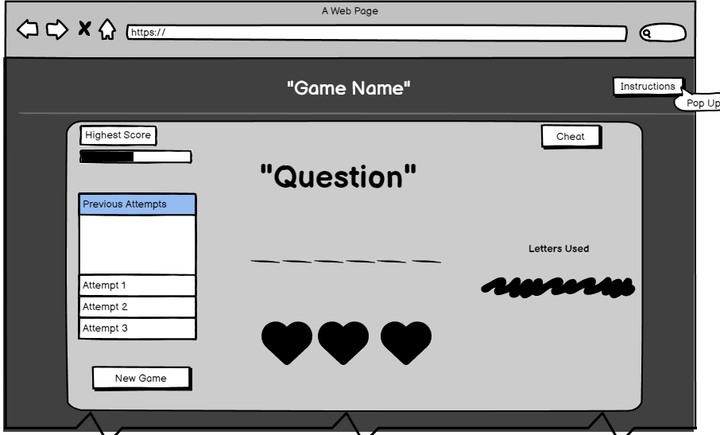 A Web Page
https://
"Game Name"
Instructions
Pop Up
Highest Score
Cheat
"Question"
Previous Attempts
Letters Used
Attempt 1
Attempt 2
Attempt 3
New Game